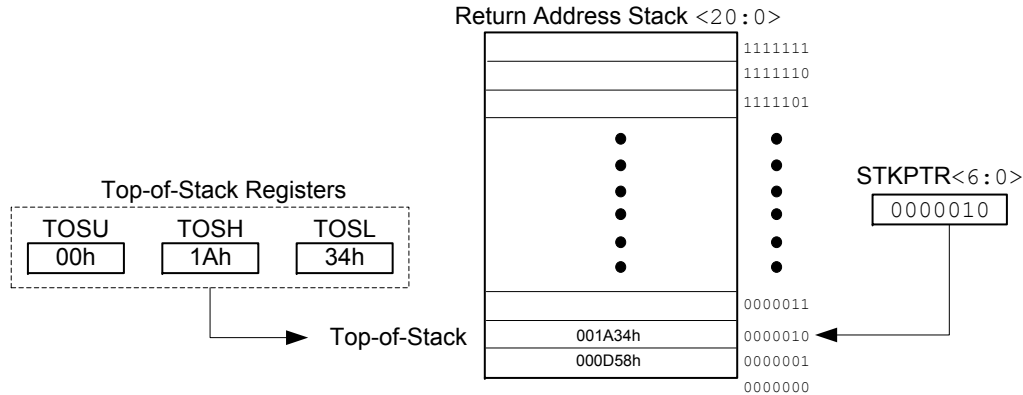 Return Address Stack <20:0>
1111111
1111110
1111101
STKPTR<6:0>
0000010
Top-of-Stack Registers
TOSU TOSH TOSL
00h 1Ah 34h
0000011
Top-of-Stack 001A34h 0000010
000D58h 0000001
0000000